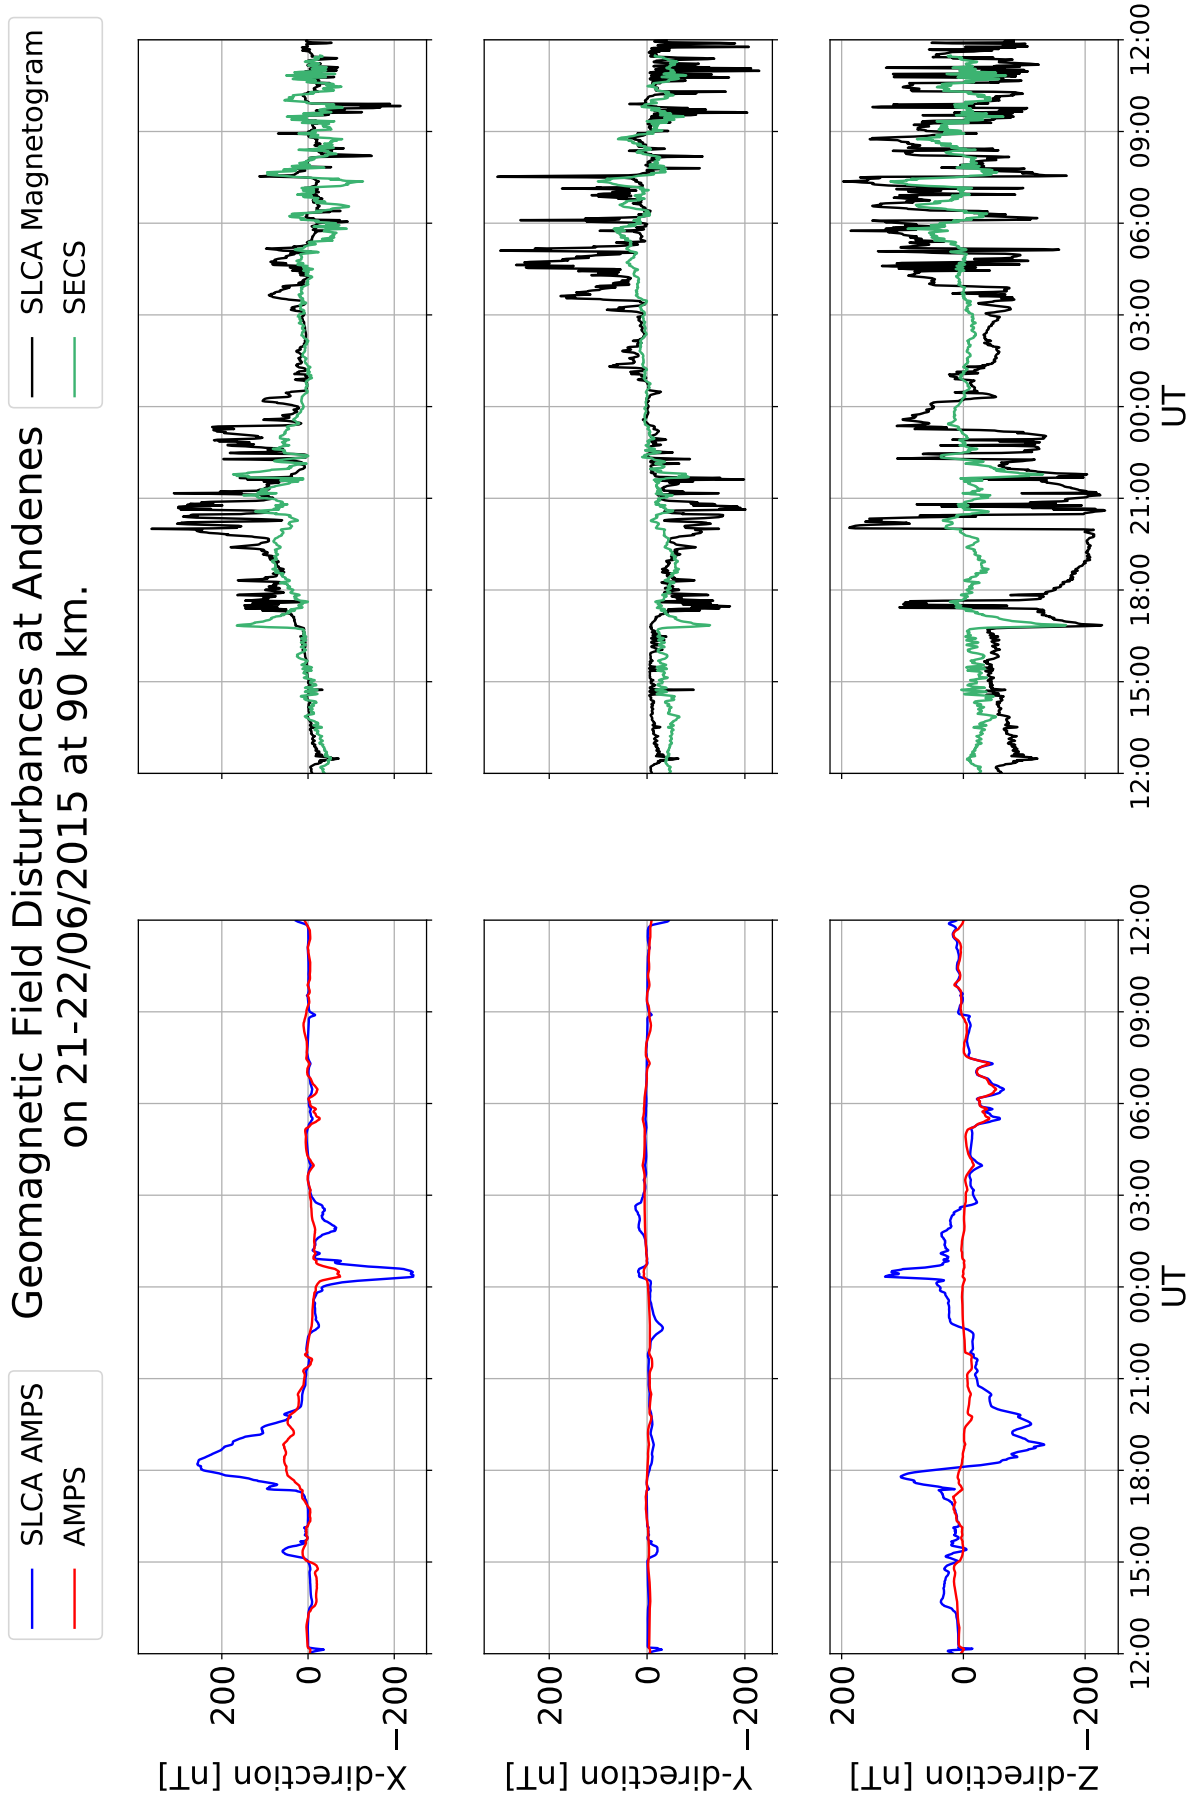 Geomagnetic Field Disturbances at Andenes
on 21-22/06/2015 at 90 km.
SLCA AMPS
AMPS
SLCA Magnetogram
SECS
X-direction [nT]
200
0
−200
Y-direction [nT]
200
0
−200
Z-direction [nT]
200
0
−200
12:00 15:00 18:00 21:00 00:00 03:00 06:00 09:00 12:00
UT
12:00 15:00 18:00 21:00 00:00 03:00 06:00 09:00 12:00
UT